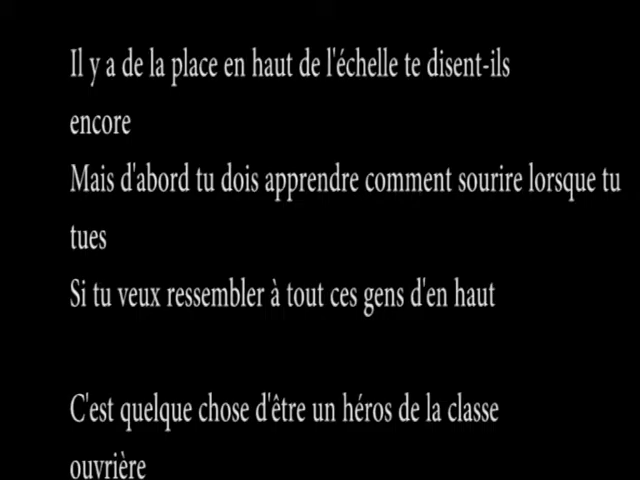 Il y a de la place en haut de l'échelle te disent-ils
encore
Mais d'abord tu dois apprendre comment sourire lorsque tu
tues
Si tu veux ressembler à tout ces gens d'en haut
C'est quelque chose d'être un héros de la classe
ouvrière